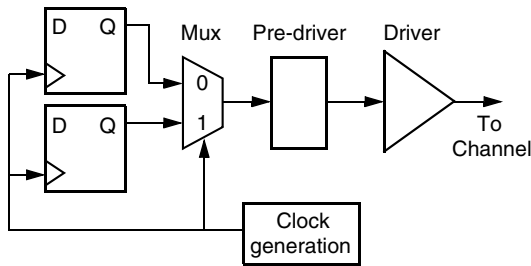 D Q
Mux
Pre-driver
Driver
0
1
D Q
To
Channel
Clock
generation